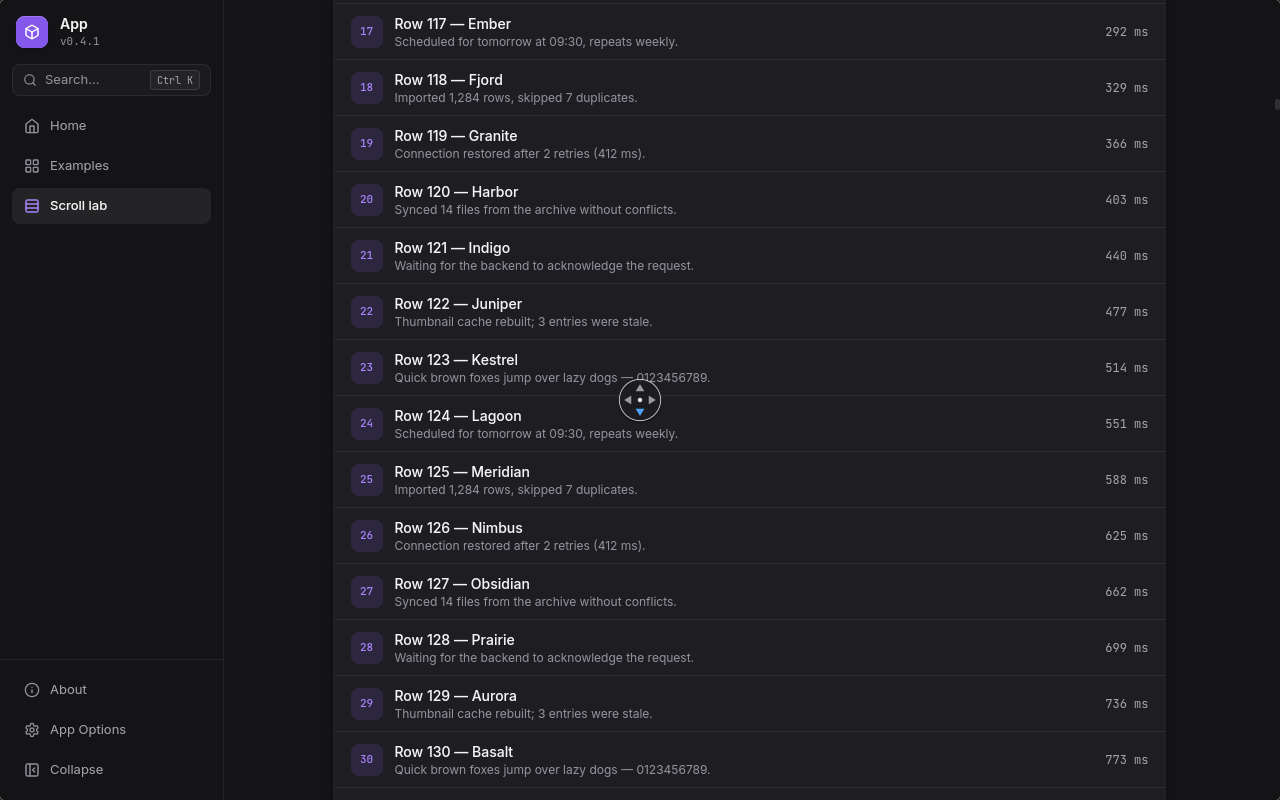 App
v0.4.1
Search...
Ctrl K
Home
Examples
Scroll lab
About
App Options
Collapse
17
Row 117 — Ember
Scheduled for tomorrow at 09:30, repeats weekly.
292 ms
18
Row 118 — Fjord
Imported 1,284 rows, skipped 7 duplicates.
329 ms
19
Row 119 — Granite
Connection restored after 2 retries (412 ms).
366 ms
20
Row 120 — Harbor
Synced 14 files from the archive without conflicts.
403 ms
21
Row 121 — Indigo
Waiting for the backend to acknowledge the request.
440 ms
22
Row 122 — Juniper
Thumbnail cache rebuilt; 3 entries were stale.
477 ms
23
Row 123 — Kestrel
Quick brown foxes jump over lazy dogs — 0123456789.
514 ms
24
Row 124 — Lagoon
Scheduled for tomorrow at 09:30, repeats weekly.
551 ms
25
Row 125 — Meridian
Imported 1,284 rows, skipped 7 duplicates.
588 ms
26
Row 126 — Nimbus
Connection restored after 2 retries (412 ms).
625 ms
27
Row 127 — Obsidian
Synced 14 files from the archive without conflicts.
662 ms
28
Row 128 — Prairie
Waiting for the backend to acknowledge the request.
699 ms
29
Row 129 — Aurora
Thumbnail cache rebuilt; 3 entries were stale.
736 ms
30
Row 130 — Basalt
Quick brown foxes jump over lazy dogs — 0123456789.
773 ms